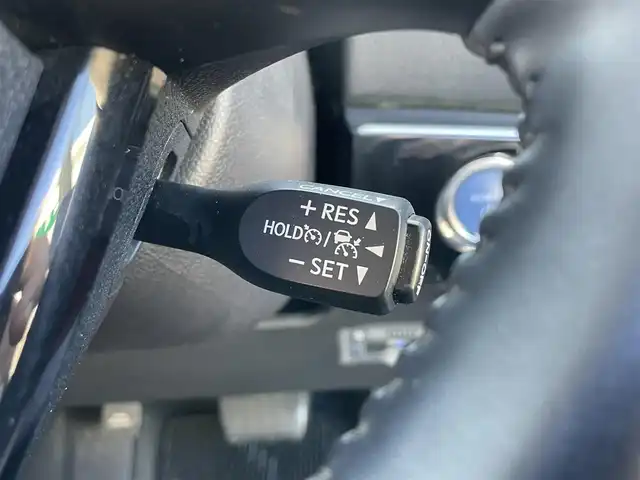 CANCEL
+ RES ▲
HOLD / ◀
− SET ▼